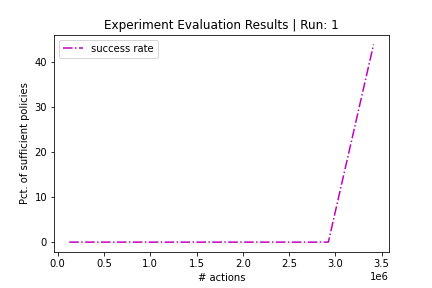 Experiment Evaluation Results | Run: 1
success rate
Pct. of sufficient policies
40
30
20
10
0
0.0 0.5 1.0 1.5 2.0 2.5 3.0 3.5
1e6
# actions